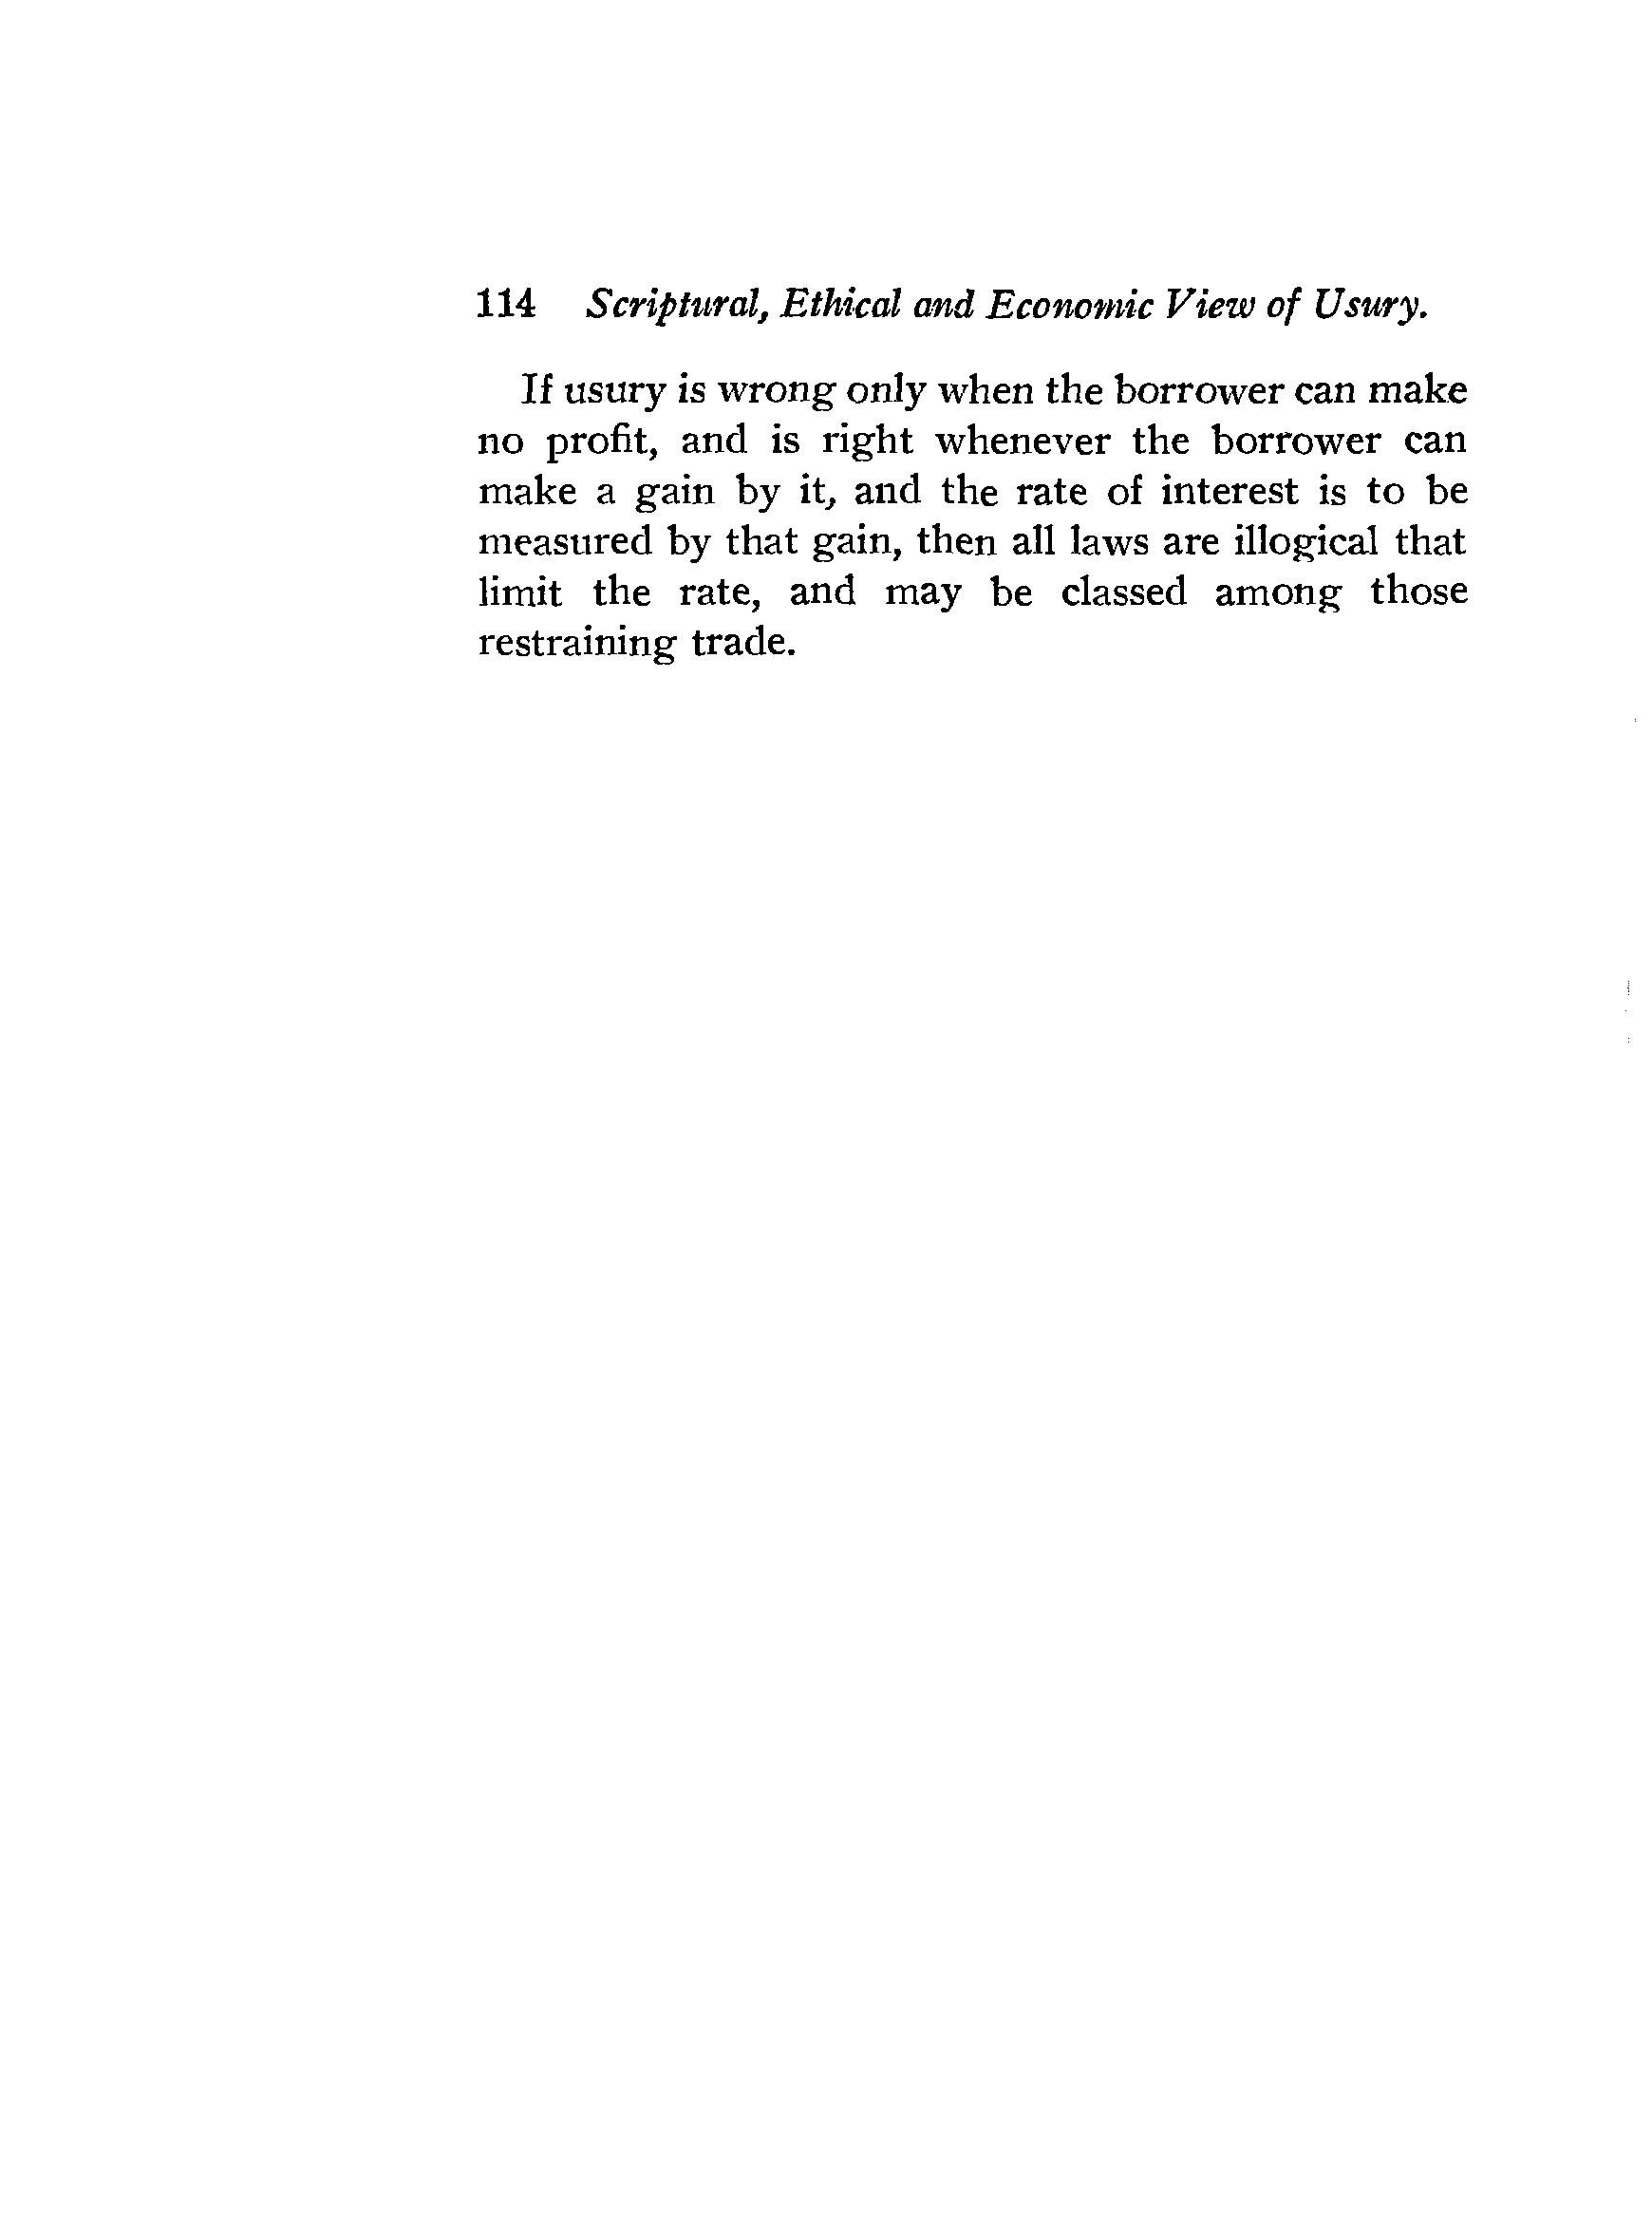 114 Scriptural, Ethical and Economic View of Usury.
If usury is wrong only when the borrower can make
no profit, and is right whenever the borrower can
make a gain by it, and the rate of interest is to be
measured by that gain, then all laws are illogical that
limit the rate, and may be classed among those
restraining trade.